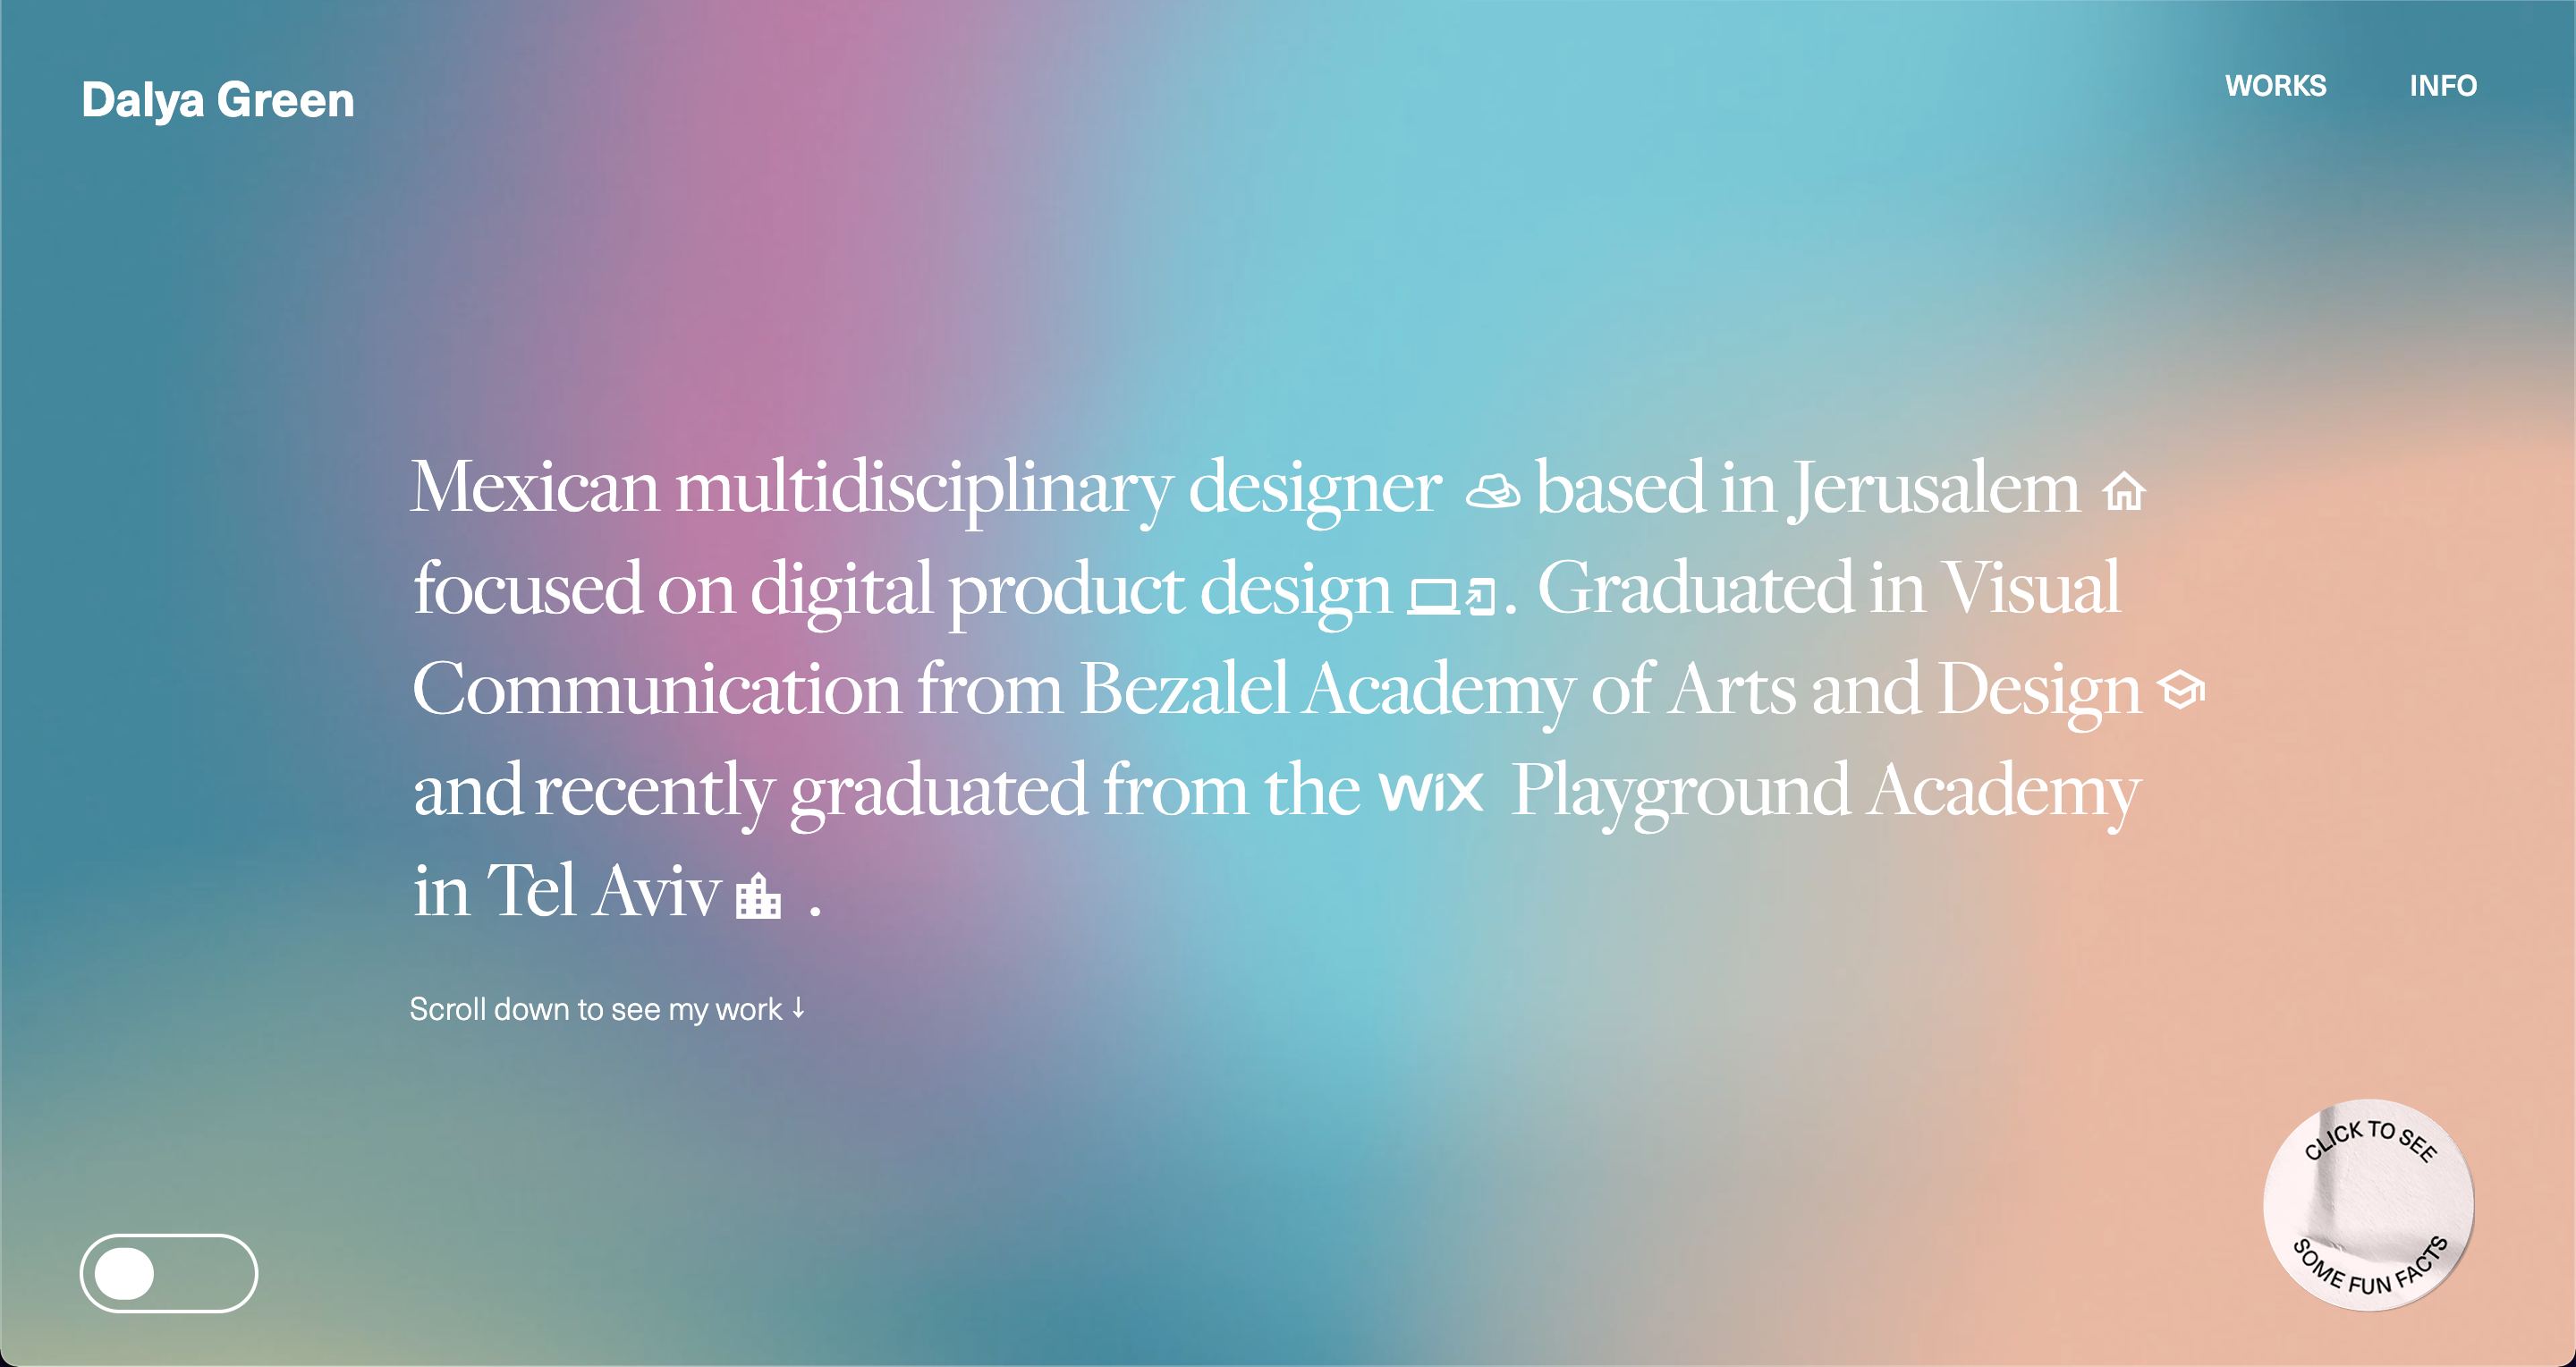 Dalya Green
WORKS
INFO
Mexican multidisciplinary designer based in Jerusalem
focused on digital product design . Graduated in Visual
Communication from Bezalel Academy of Arts and Design
and recently graduated from the WiX Playground Academy
in Tel Aviv .
Scroll down to see my work ↓
CLICK TO SEE
SOME FUN FACTS